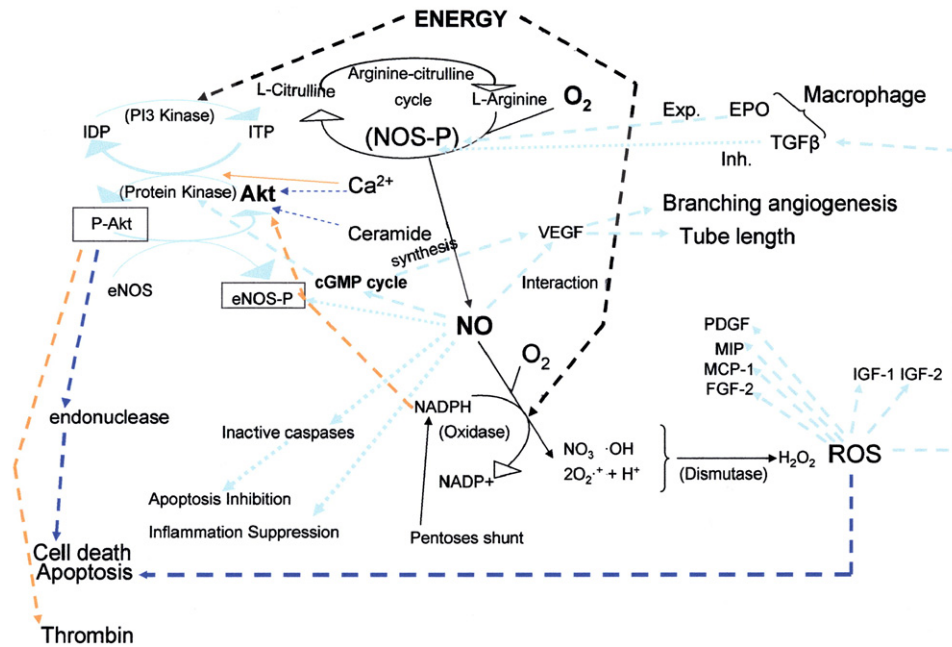 ENERGY
Arginine-citrulline
cycle
L-Citrulline
L-Arginine
O₂
(NOS-P)
(PI3 Kinase)
IDP
ITP
Exp.
EPO
Macrophage
TGFβ
Inh.
(Protein Kinase) Akt
Ca²⁺
P-Akt
Ceramide
synthesis
VEGF
Branching angiogenesis
Tube length
eNOS
eNOS-P
cGMP cycle
Interaction
NO
O₂
PDGF
MIP
MCP-1
FGF-2
IGF-1 IGF-2
endonuclease
Inactive caspases
NADPH
(Oxidase)
NADP+
NO₃ ·OH
2O₂·⁺ + H⁺
(Dismutase)
H₂O₂
ROS
Apoptosis Inhibition
Inflammation Suppression
Pentoses shunt
Cell death
Apoptosis
Thrombin